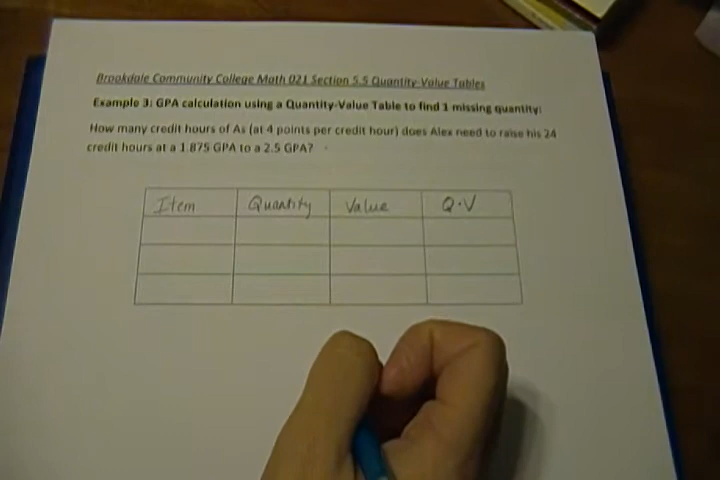 Brookdale Community College Math 021 Section 5.5 Quantity-Value Tables
Example 3: GPA calculation using a Quantity-Value Table to find 1 missing quantity:
How many credit hours of As (at 4 points per credit hour) does Alex need to raise his 24
credit hours at a 1.875 GPA to a 2.5 GPA?
Item Quantity Value Q·V